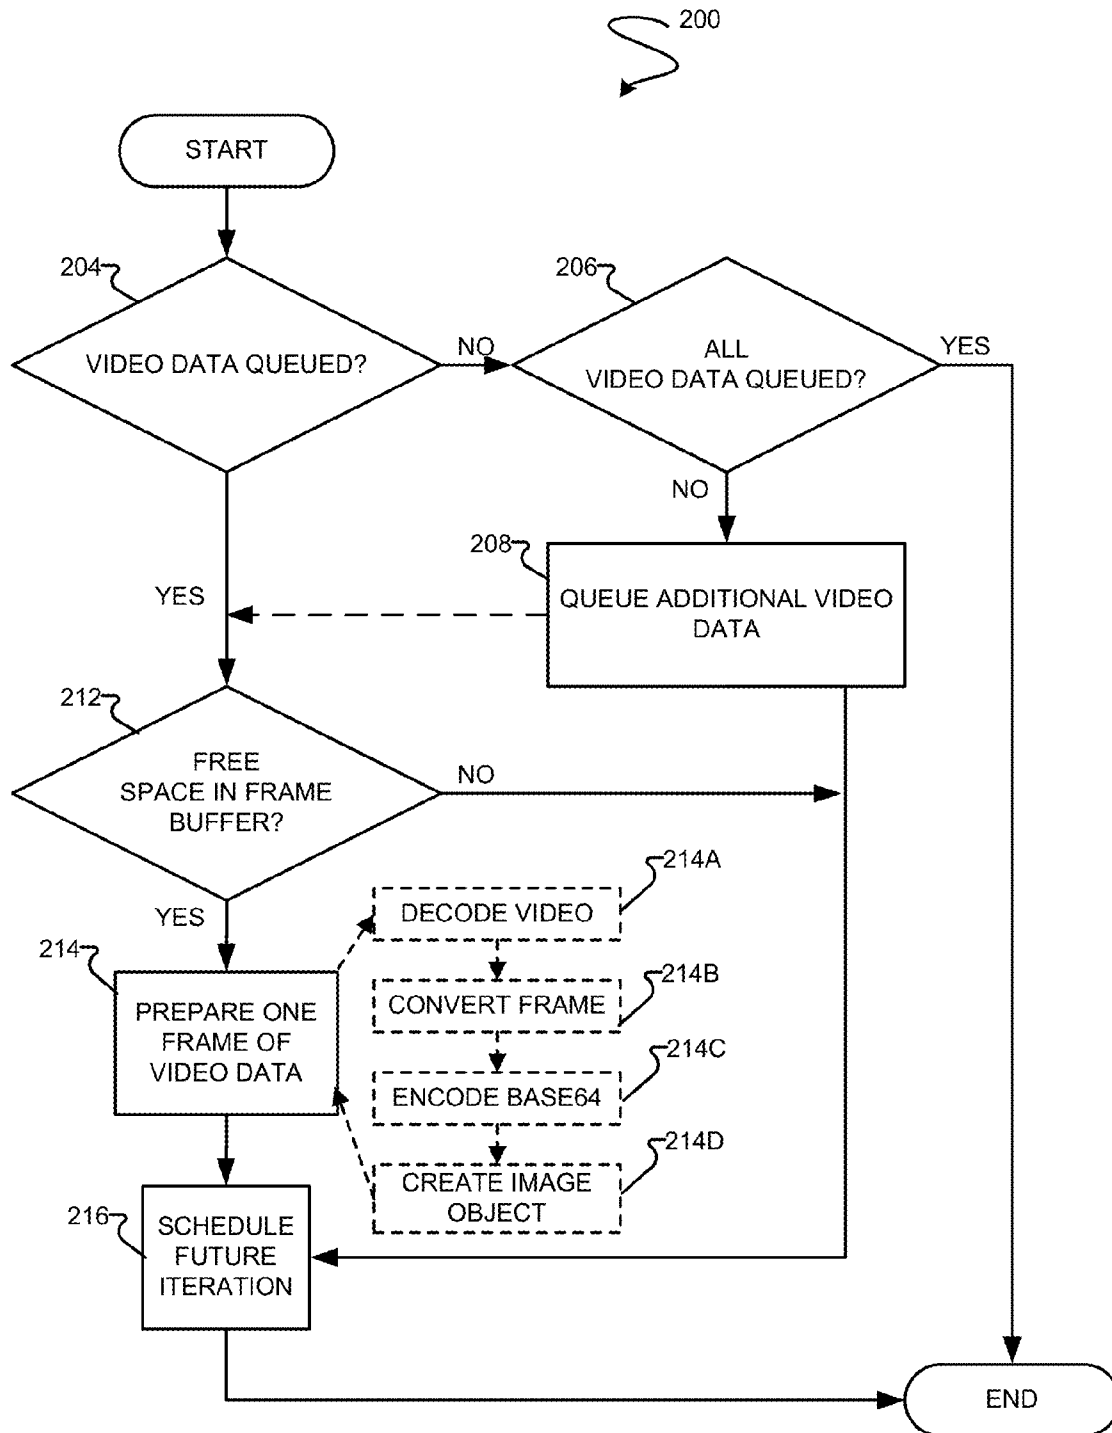 200
START
204
VIDEO DATA QUEUED?
NO
206
ALL
VIDEO DATA QUEUED?
YES
NO
208
QUEUE ADDITIONAL VIDEO
DATA
YES
212
FREE
SPACE IN FRAME
BUFFER?
NO
YES
214
PREPARE ONE
FRAME OF
VIDEO DATA
214A
DECODE VIDEO
214B
CONVERT FRAME
214C
ENCODE BASE64
214D
CREATE IMAGE
OBJECT
216
SCHEDULE
FUTURE
ITERATION
END